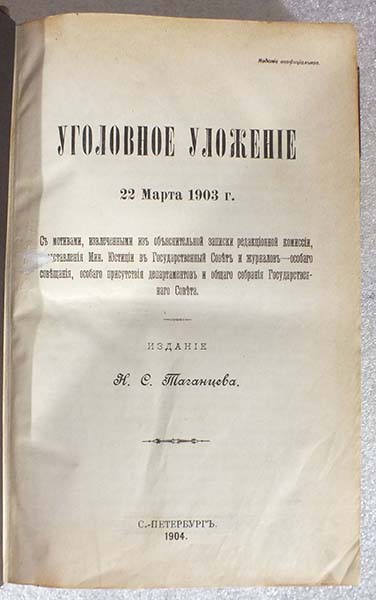 Изданіе неофиціальное.
УГОЛОВНОЕ УЛОЖЕНІЕ
22 Марта 1903 г.
Съ мотивами, извлеченными изъ объяснительной записки редакціонной комиссіи,
ставленія Мин. Юстиціи въ Государственный Совѣтъ и журналовъ—особаго
совѣщанія, особаго присутствія департаментовъ и общаго собранія Государствен-
наго Совѣта.
ИЗДАНІЕ
Н. С. Таганцева.
С.-ПЕТЕРБУРГЪ.
1904.